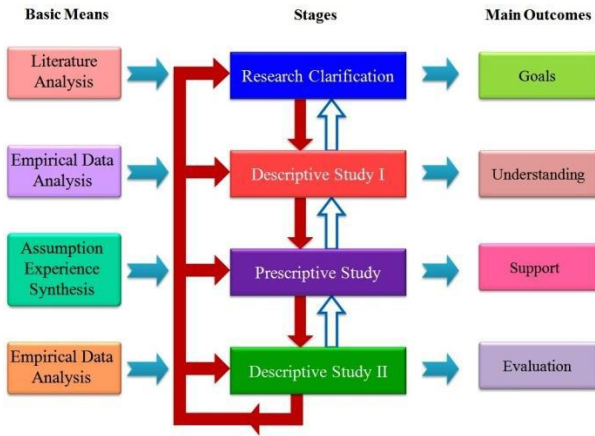 Basic Means
Stages
Main Outcomes
Literature
Analysis
Research Clarification
Goals
Empirical Data
Analysis
Descriptive Study I
Understanding
Assumption
Experience
Synthesis
Prescriptive Study
Support
Empirical Data
Analysis
Descriptive Study II
Evaluation